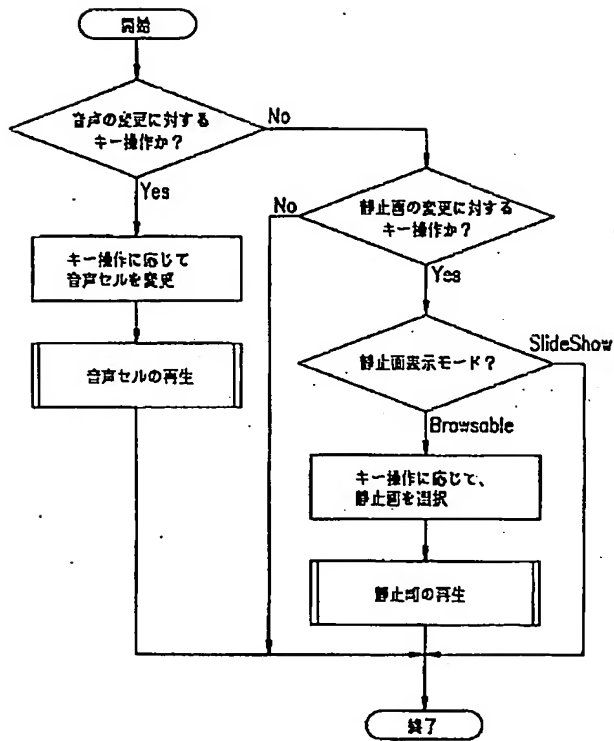 開始
音声の変更に対する
キー操作か？
No
Yes
静止画の変更に対する
キー操作か？
No
Yes
キー操作に応じて
音声セルを変更
音声セルの再生
静止画表示モード？
SlideShow
Browsable
キー操作に応じて、
静止画を選択
静止画の再生
終了